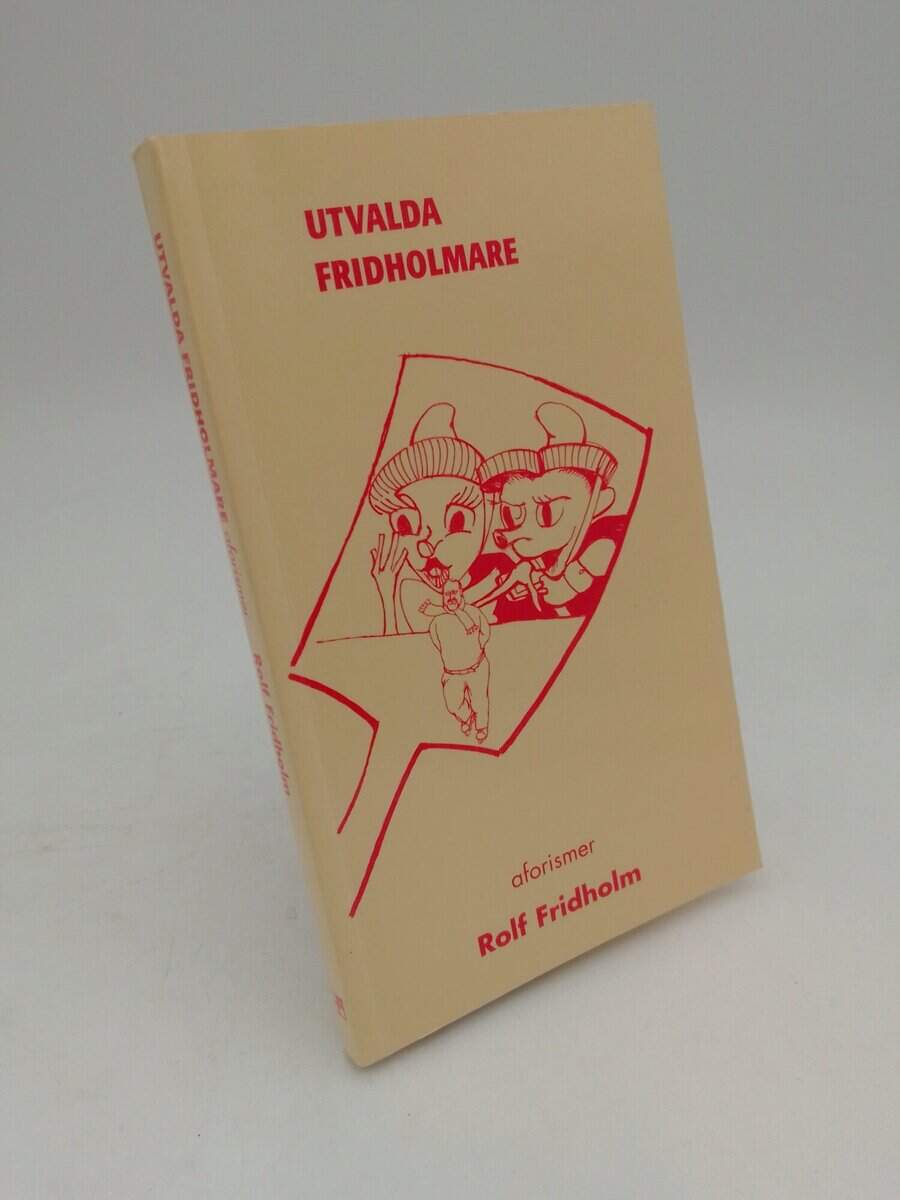 UTVALDA
FRIDHOLMARE
aforismer
Rolf Fridholm
UTVALDA FRIDHOLMARE aforismer Rolf Fridholm